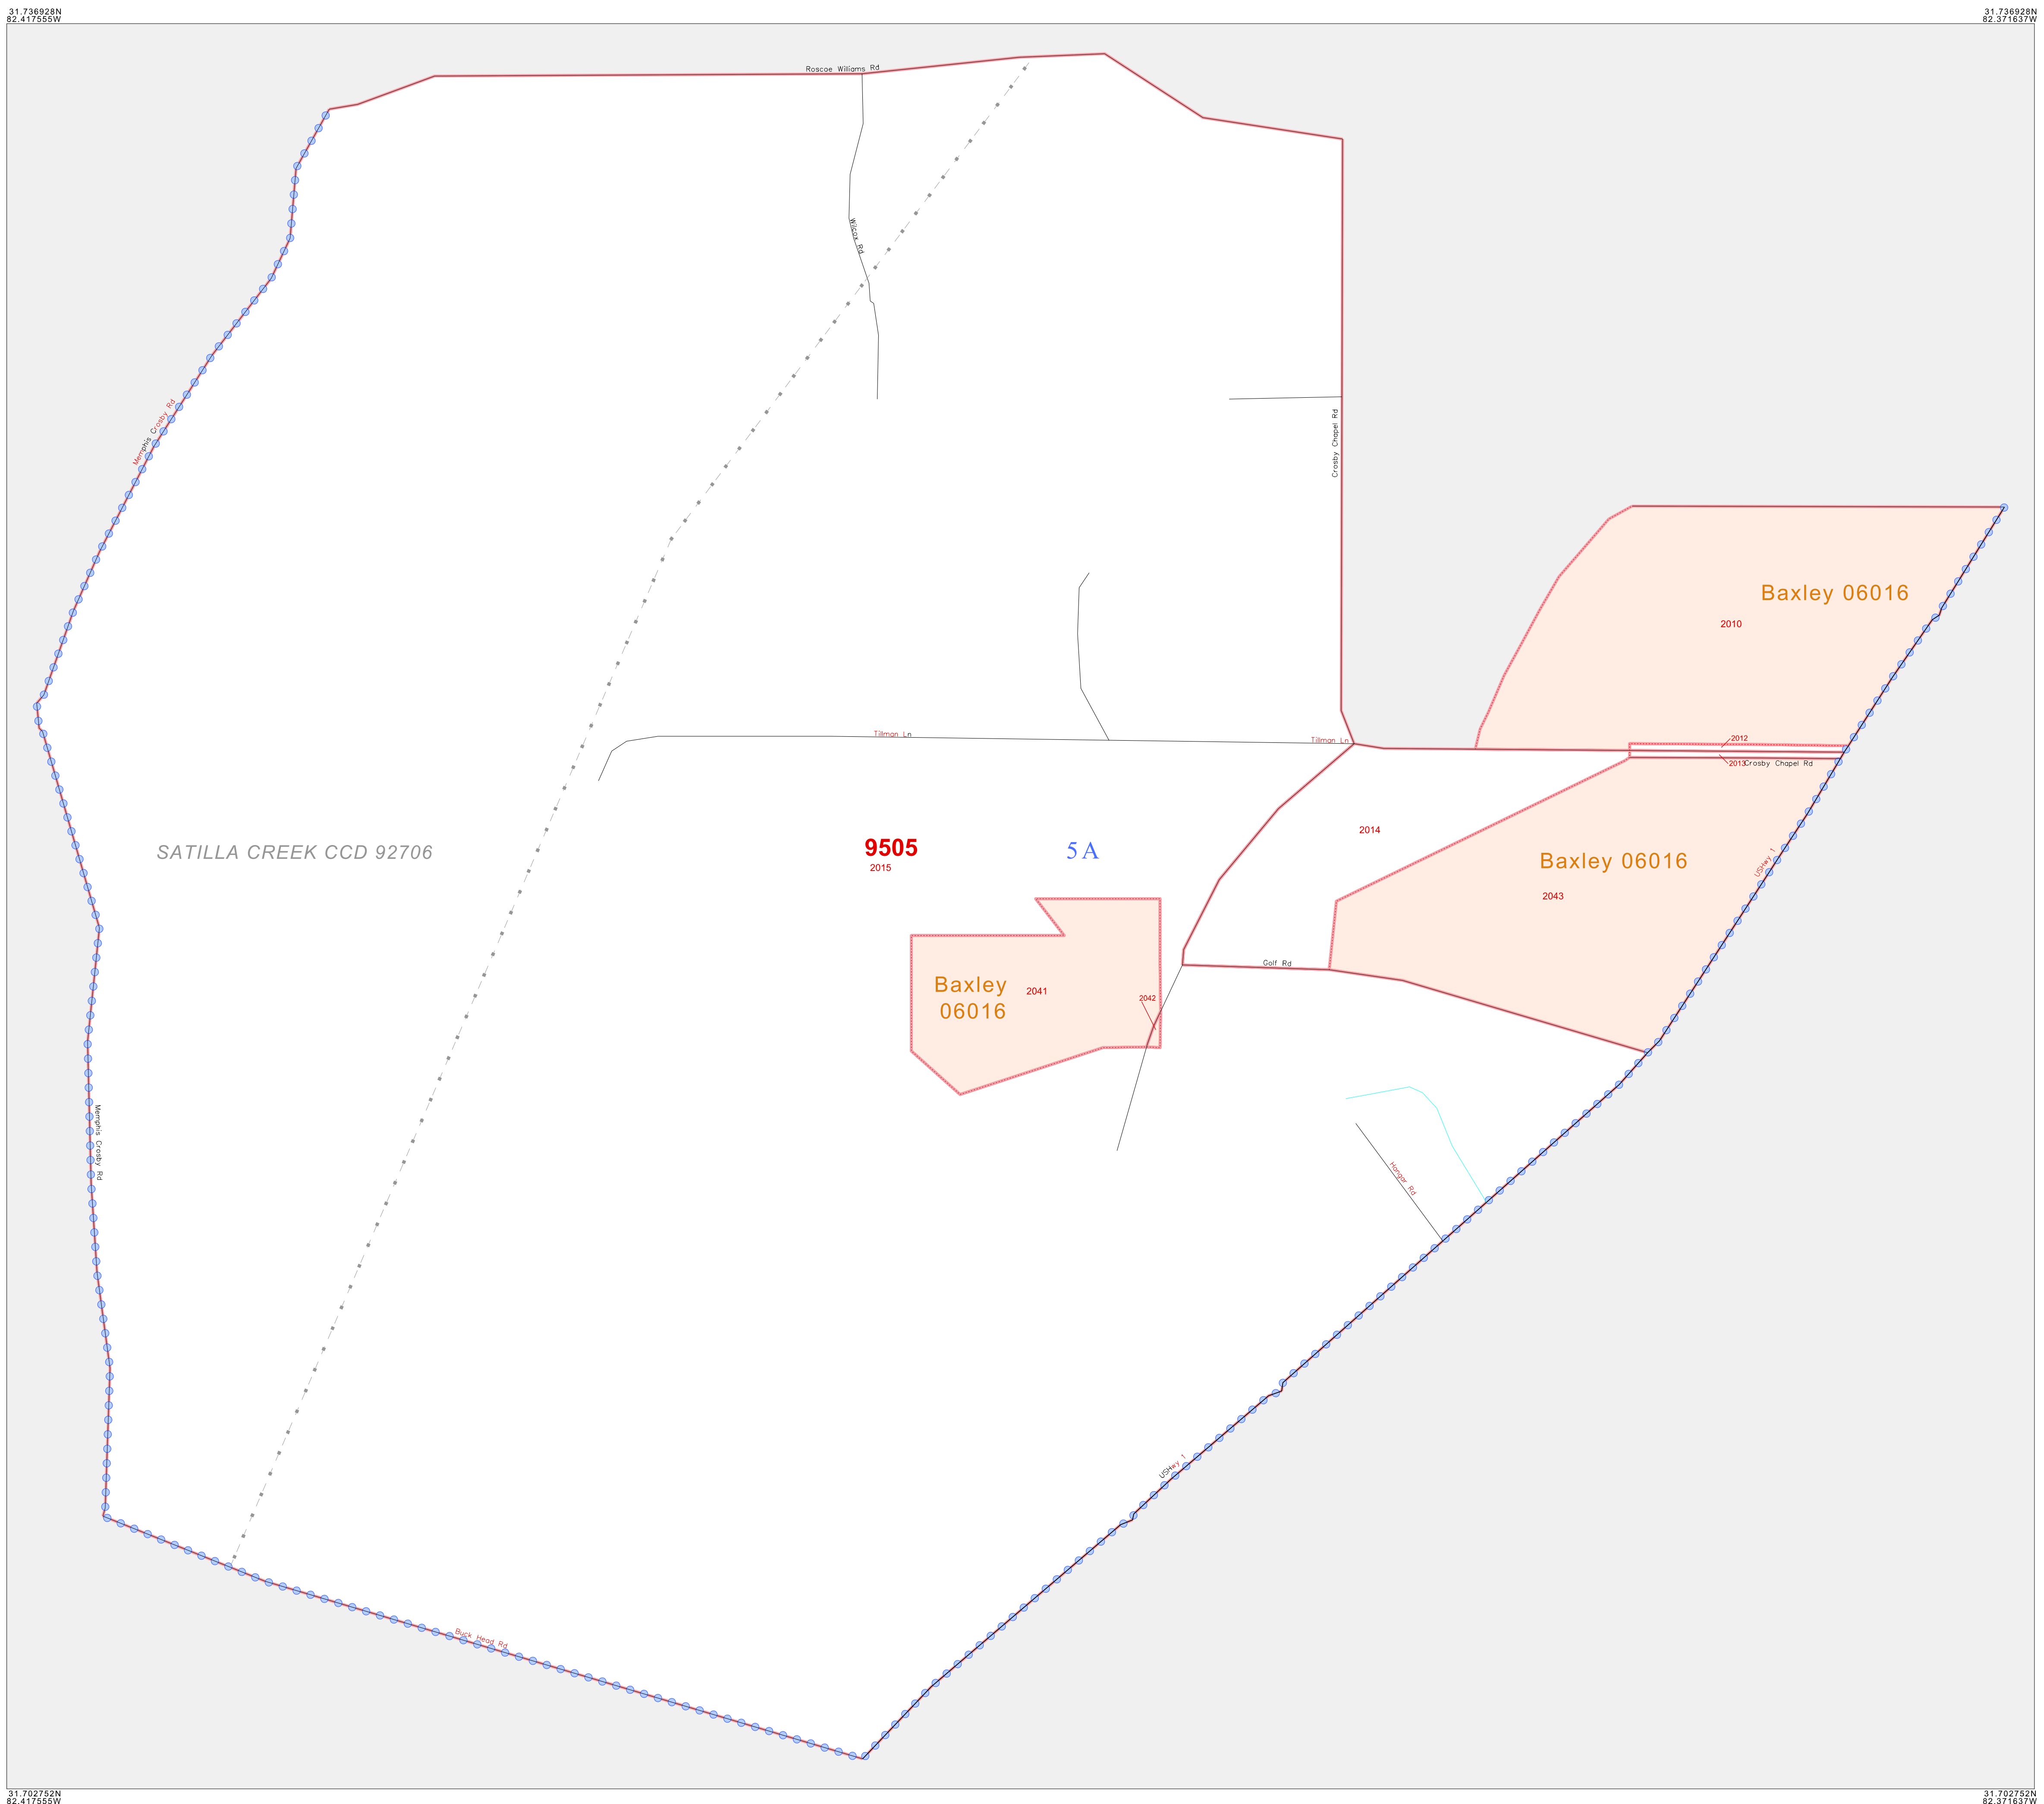 31.736928N
82.417555W
31.736928N
82.371637W
Roscoe Williams Rd
Wilcox Rd
Memphis Crosby Rd
Crosby Chapel Rd
Baxley 06016
2010
Tillman Ln
Tillman Ln
2012
2013
Crosby Chapel Rd
2014
SATILLA CREEK CCD 92706
9505
5 A
2015
Baxley 06016
USHwy 1
2043
Golf Rd
Baxley
06016
2041
2042
Memphis Crosby Rd
Hangar Rd
USHwy 1
Buck Head Rd
31.702752N
82.417555W
31.702752N
82.371637W